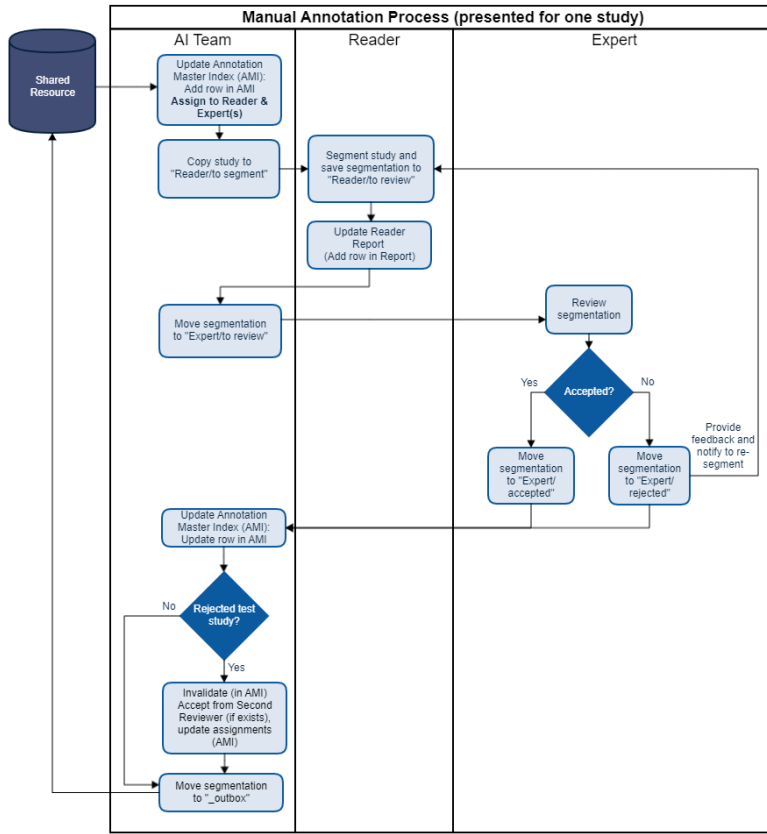 Manual Annotation Process (presented for one study)
AI Team
Reader
Expert
Shared
Resource
Update Annotation
Master Index (AMI):
Add row in AMI
Assign to Reader &
Expert(s)
Copy study to
"Reader/to segment"
Segment study and
save segmentation to
"Reader/to review"
Update Reader
Report
(Add row in Report)
Move segmentation
to "Expert/to review"
Review
segmentation
Accepted?
Yes
No
Provide
feedback and
notify to re-
segment
Move
segmentation
to "Expert/
accepted"
Move
segmentation
to "Expert/
rejected"
Update Annotation
Master Index (AMI):
Update row in AMI
Rejected test
study?
No
Yes
Invalidate (in AMI)
Accept from Second
Reviewer (if exists),
update assignments
(AMI)
Move segmentation
to "_outbox"